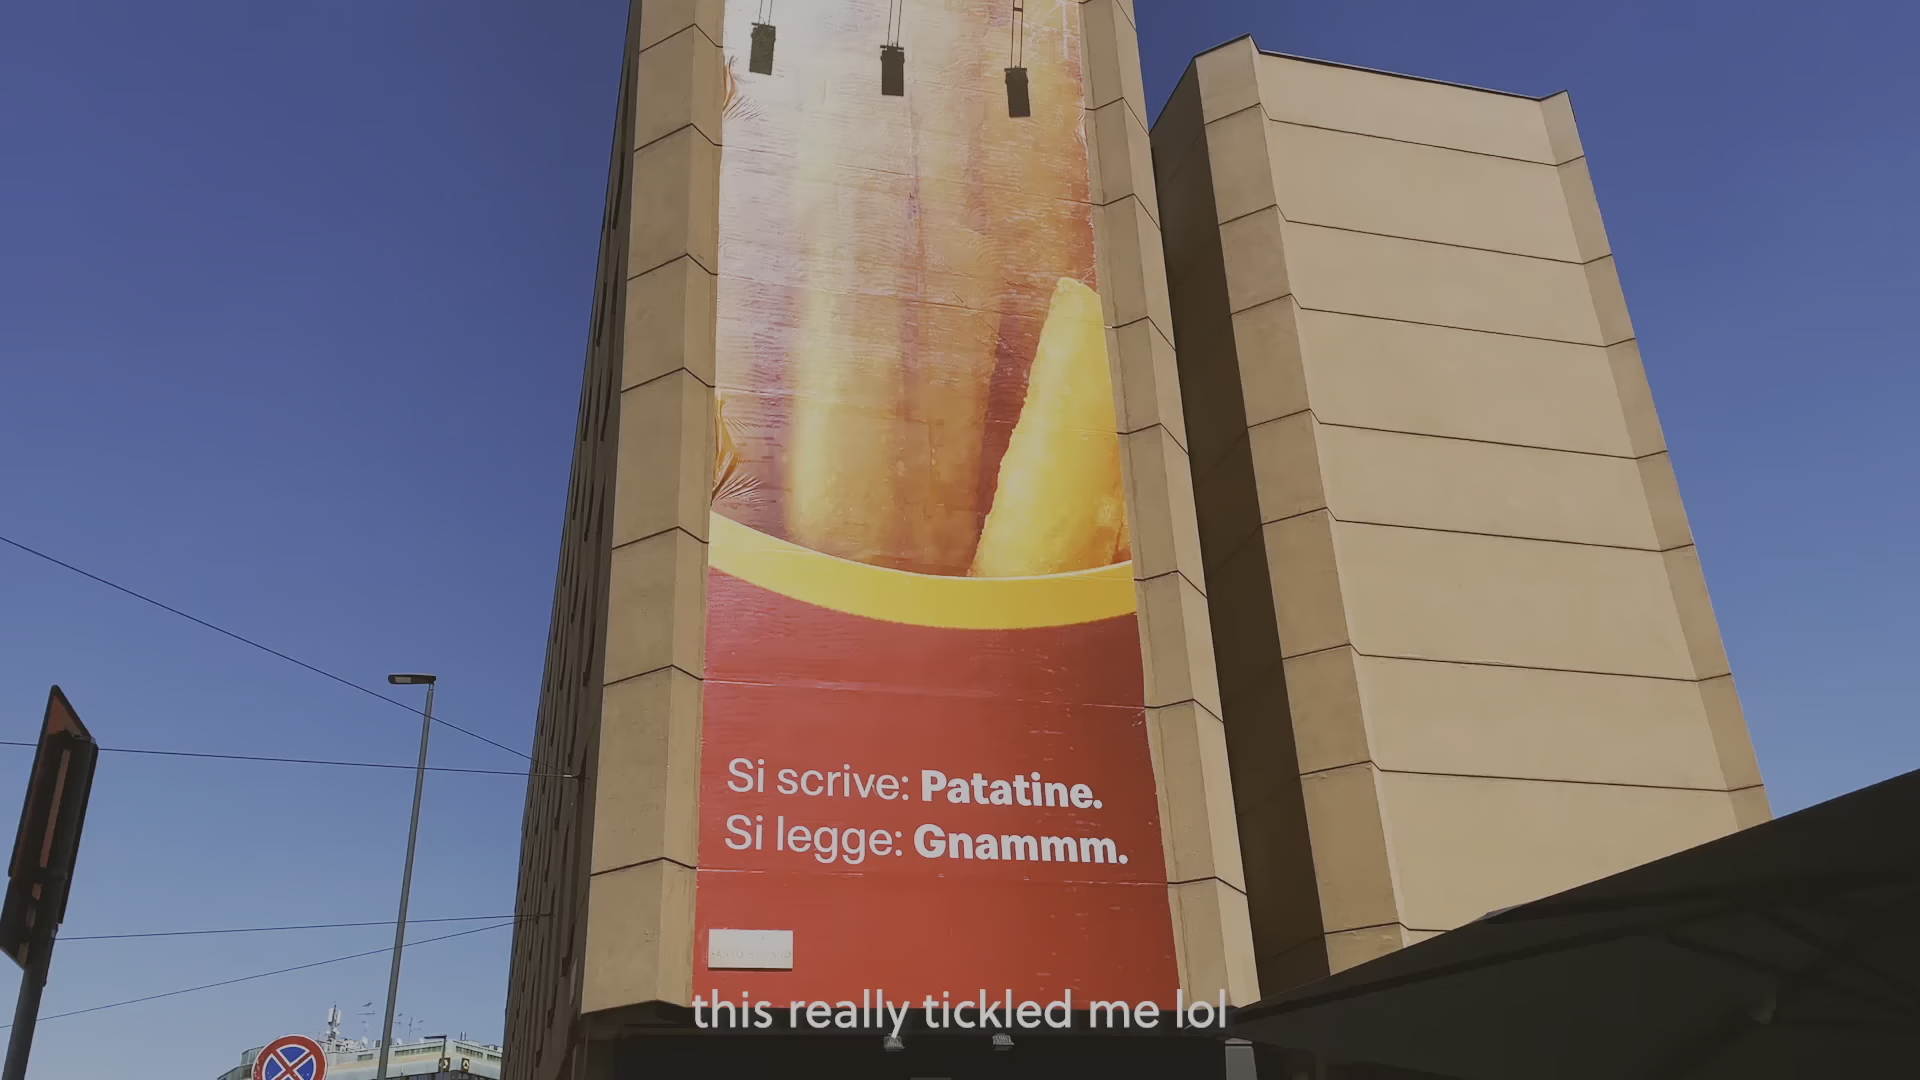 Si scrive: Patatine.
Si legge: Gnammm.
this really tickled me lol